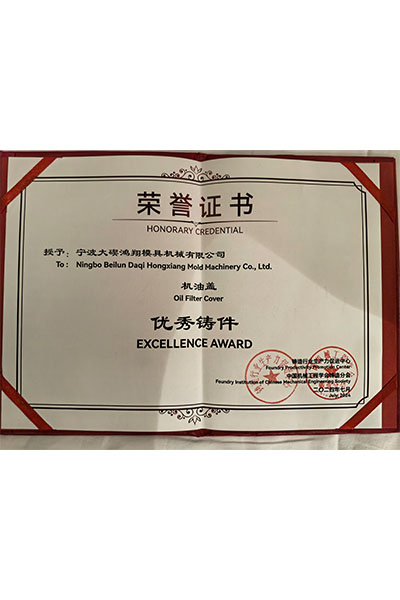 荣誉证书
HONORARY CREDENTIAL
授予：宁波大碶鸿翔模具机械有限公司
To: Ningbo Beilun Daqi Hongxiang Mold Machinery Co., Ltd.
机油盖
Oil Filter Cover
优秀铸件
EXCELLENCE AWARD
铸造行业生产力促进中心
Foundry Productivity Promotion Center
中国机械工程学会铸造分会
Foundry Institution of Chinese Mechanical Engineering Society
二〇二四年七月
July 2024